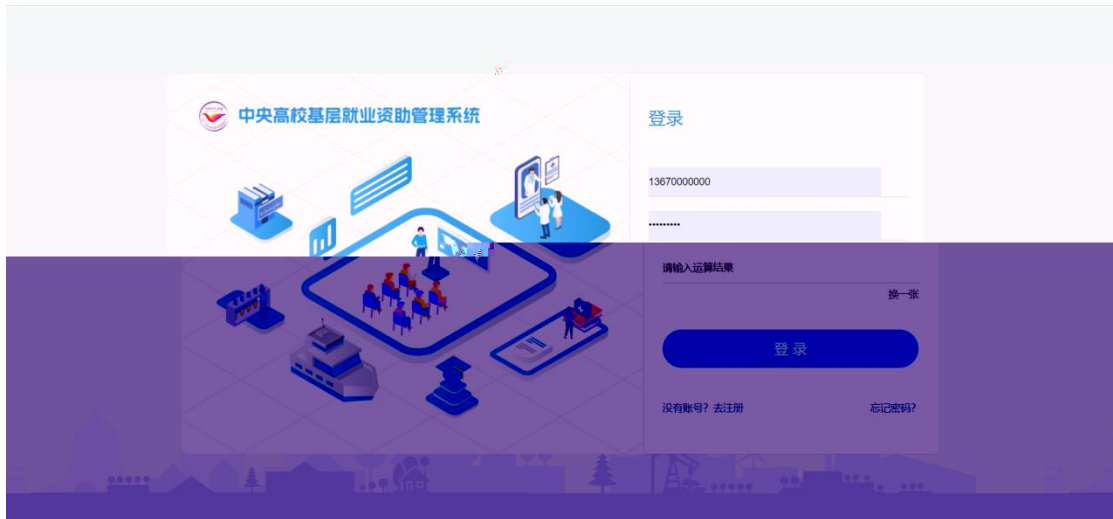 中央高校基层就业资助管理系统
登录
13670000000
•••••••••
请输入运算结果
换一张
登 录
没有账号？去注册
忘记密码？